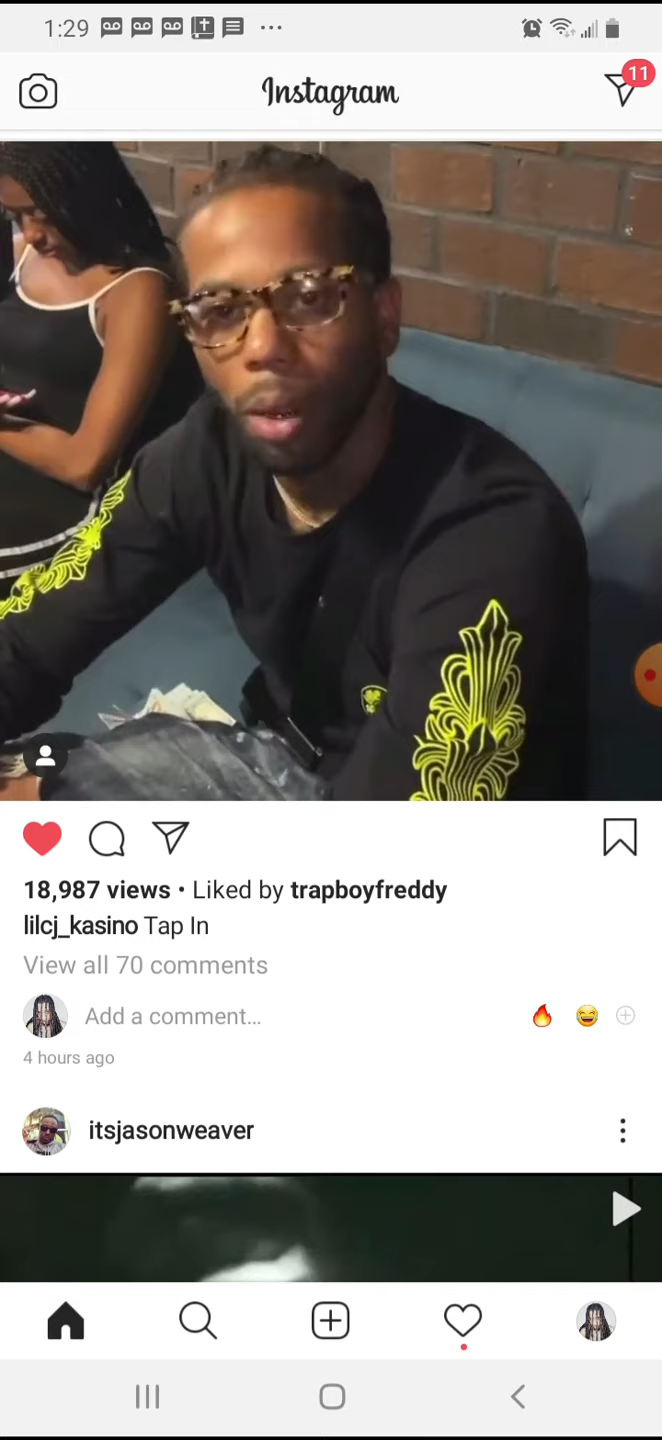 1:29
Instagram
11
18,987 views • Liked by trapboyfreddy
lilcj_kasino Tap In
View all 70 comments
Add a comment...
4 hours ago
itsjasonweaver